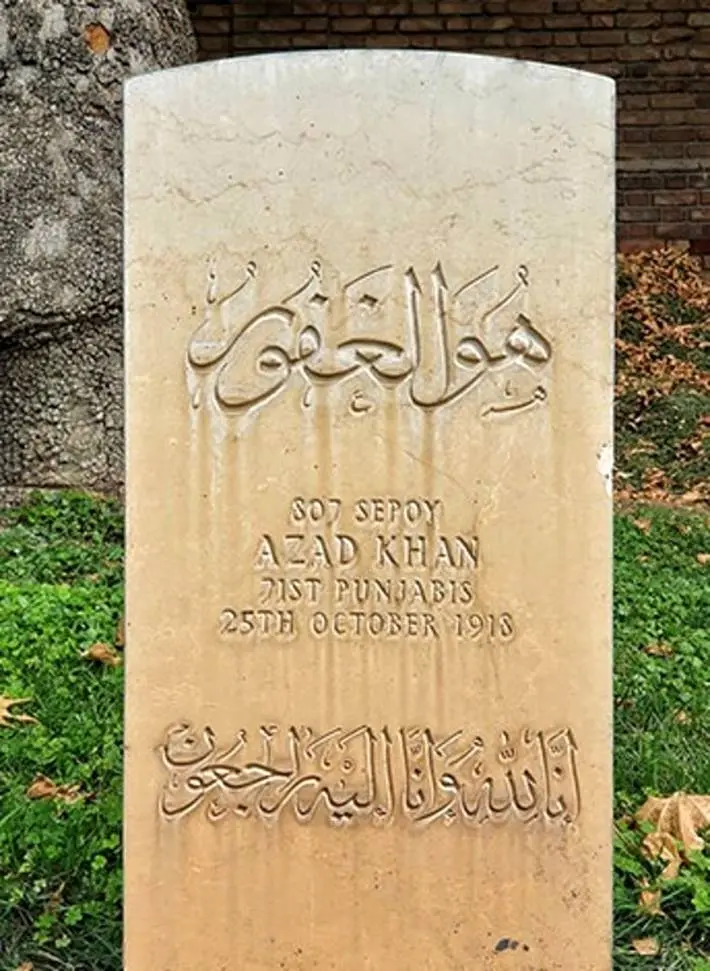 هو الغفور
807 SEPOY
AZAD KHAN
71ST PUNJABIS
25TH OCTOBER 1918
انا لله وانا اليه راجعون